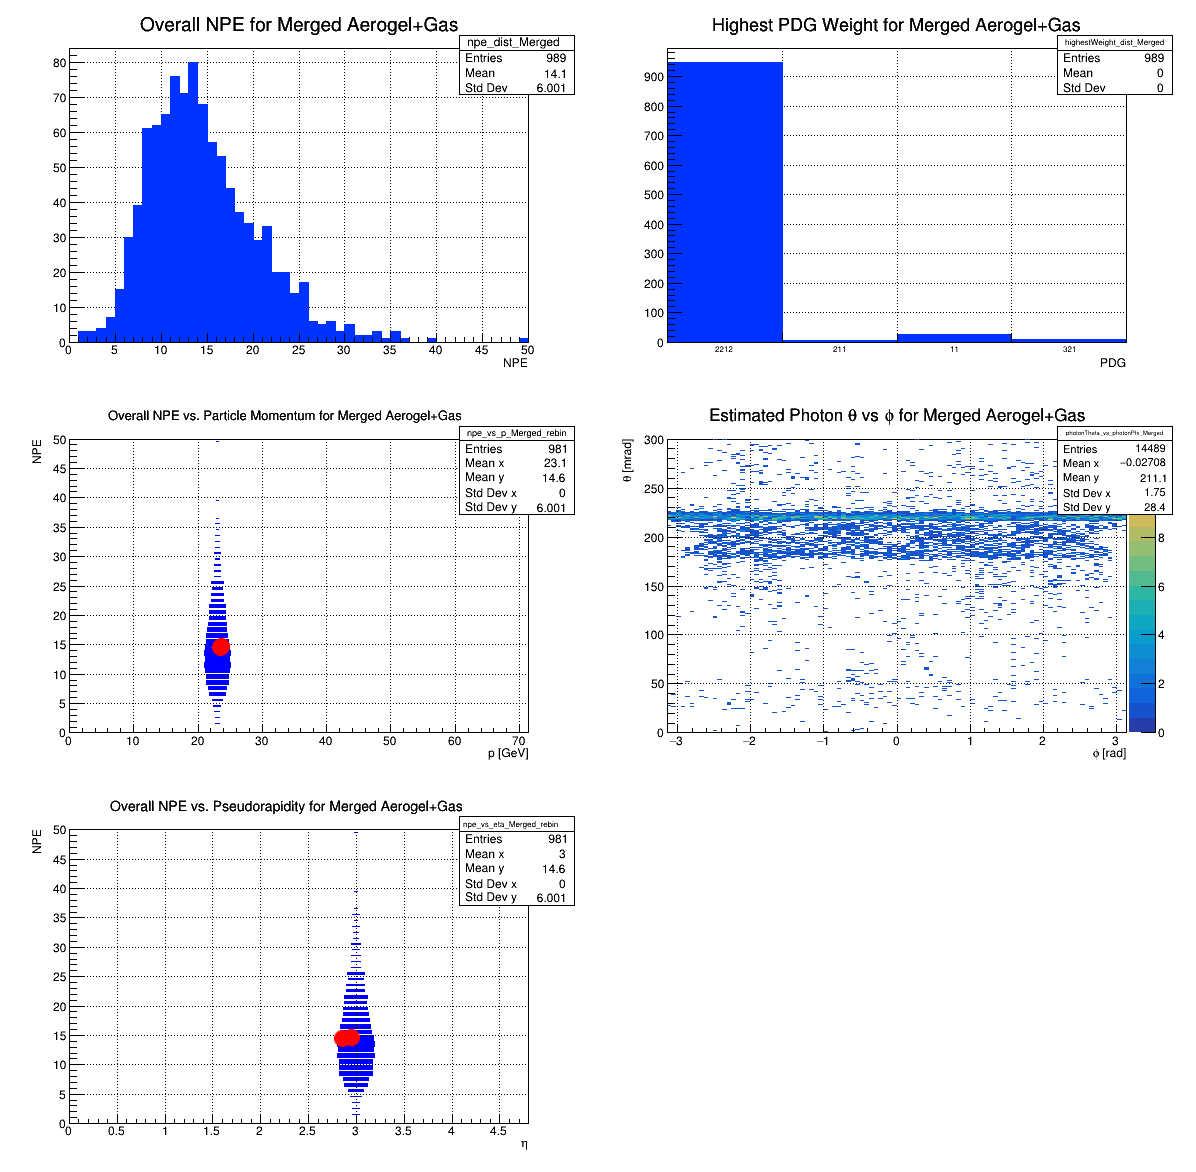 Overall NPE for Merged Aerogel+Gas
npe_dist_Merged
Entries 989
Mean 14.1
Std Dev 6.001
80
70
60
50
40
30
20
10
0
0 5 10 15 20 25 30 35 40 45 50
NPE
Highest PDG Weight for Merged Aerogel+Gas
highestWeight_dist_Merged
Entries 989
Mean 0
Std Dev 0
900
800
700
600
500
400
300
200
100
0
2212 211 11 321
PDG
Overall NPE vs. Particle Momentum for Merged Aerogel+Gas
npe_vs_p_Merged_rebin
Entries 981
Mean x 23.1
Mean y 14.6
Std Dev x 0
Std Dev y 6.001
NPE
50
45
40
35
30
25
20
15
10
5
0
0 10 20 30 40 50 60 70
p [GeV]
Estimated Photon θ vs ϕ for Merged Aerogel+Gas
photonTheta_vs_photonPhi_Merged
Entries 14489
Mean x −0.02708
Mean y 211.1
Std Dev x 1.75
Std Dev y 28.4
θ [mrad]
300
250
200
150
100
50
0
−3 −2 −1 0 1 2 3
ϕ [rad]
8
6
4
2
0
Overall NPE vs. Pseudorapidity for Merged Aerogel+Gas
npe_vs_eta_Merged_rebin
Entries 981
Mean x 3
Mean y 14.6
Std Dev x 0
Std Dev y 6.001
NPE
50
45
40
35
30
25
20
15
10
5
0
0 0.5 1 1.5 2 2.5 3 3.5 4 4.5
η